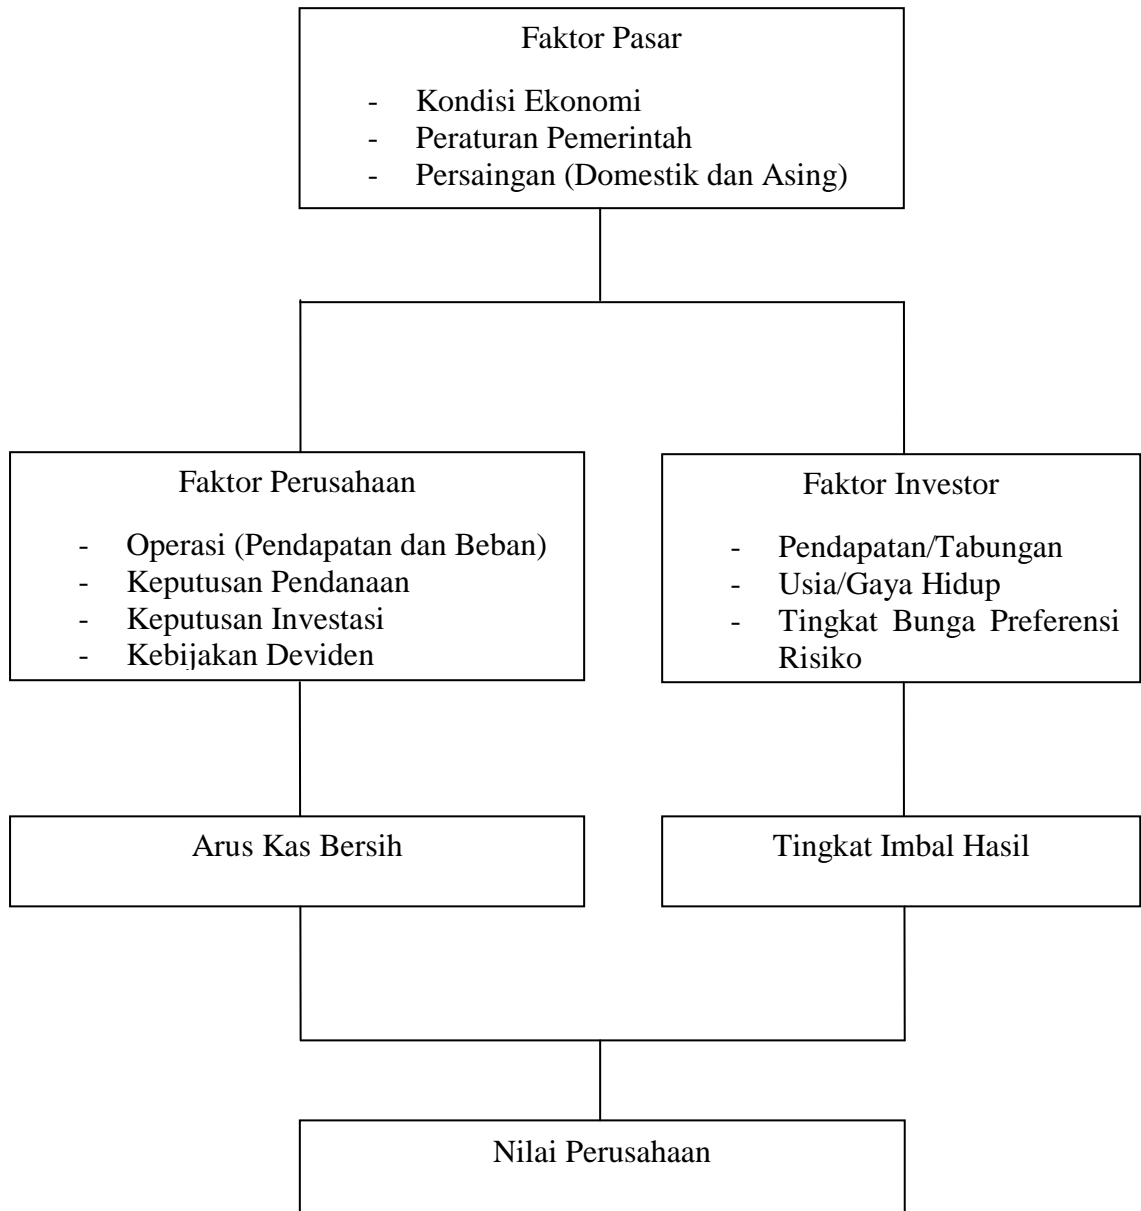 Faktor Pasar
- Kondisi Ekonomi
- Peraturan Pemerintah
- Persaingan (Domestik dan Asing)
Faktor Perusahaan
- Operasi (Pendapatan dan Beban)
- Keputusan Pendanaan
- Keputusan Investasi
- Kebijakan Deviden
Faktor Investor
- Pendapatan/Tabungan
- Usia/Gaya Hidup
- Tingkat Bunga Preferensi
Risiko
Arus Kas Bersih
Tingkat Imbal Hasil
Nilai Perusahaan